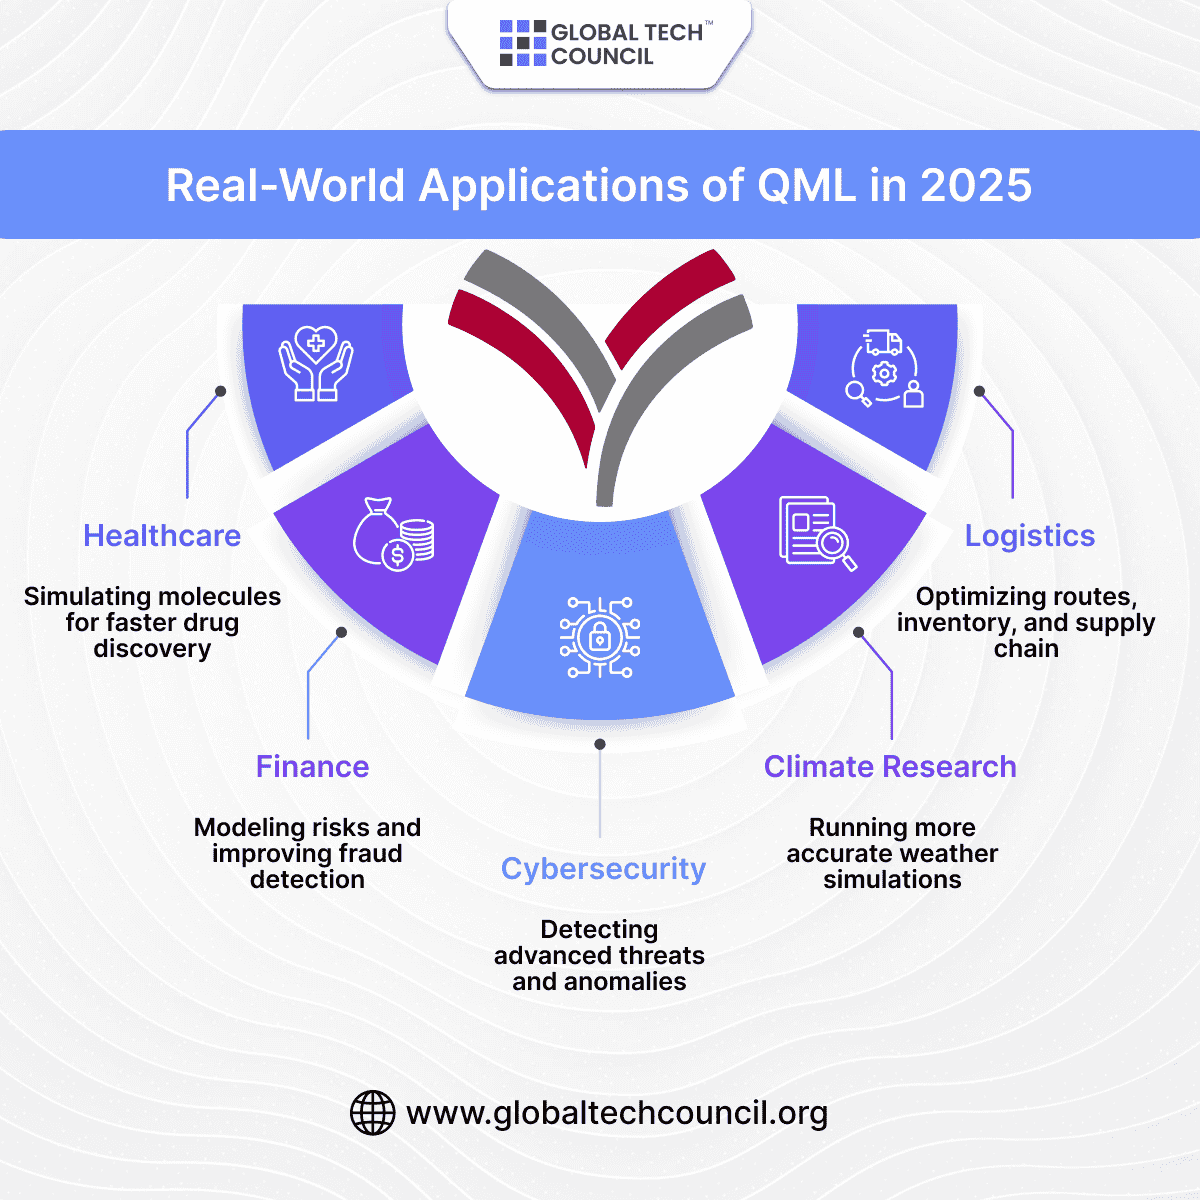 GLOBAL TECH™
COUNCIL
Real-World Applications of QML in 2025
Healthcare
Simulating molecules
for faster drug
discovery
Finance
Modeling risks and
improving fraud
detection
Cybersecurity
Detecting
advanced threats
and anomalies
Climate Research
Running more
accurate weather
simulations
Logistics
Optimizing routes,
inventory, and supply
chain
$
www.globaltechcouncil.org